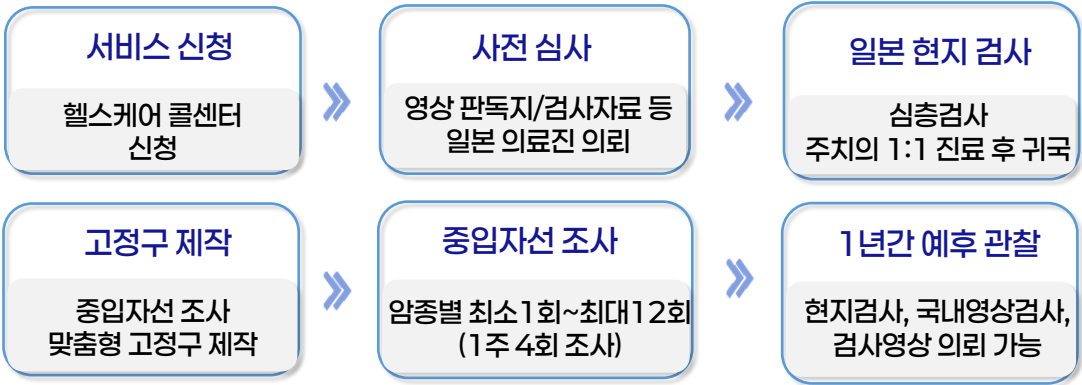 서비스 신청
헬스케어 콜센터
신청
사전 심사
영상 판독지/검사자료 등
일본 의료진 의뢰
일본 현지 검사
심층검사
주치의 1:1 진료 후 귀국
고정구 제작
중입자선 조사
맞춤형 고정구 제작
중입자선 조사
암종별 최소1회~최대12회
(1주 4회 조사)
1년간 예후 관찰
현지검사, 국내영상검사,
검사영상 의뢰 가능